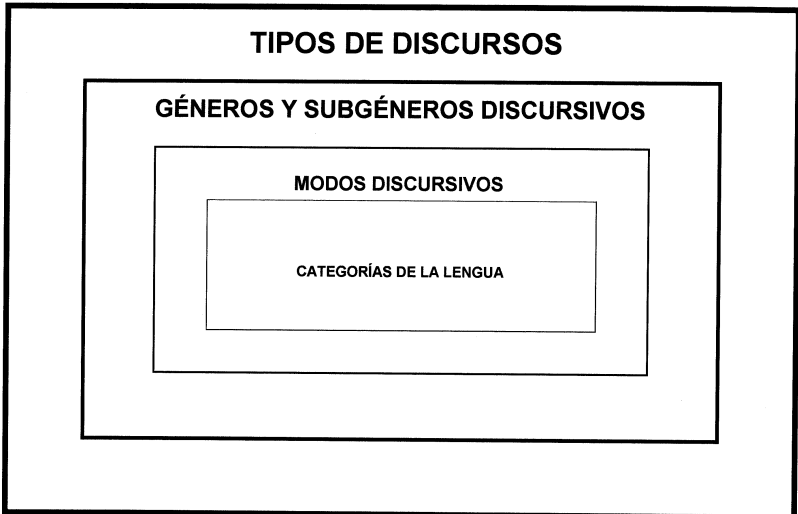 TIPOS DE DISCURSOS
GÉNEROS Y SUBGÉNEROS DISCURSIVOS
MODOS DISCURSIVOS
CATEGORÍAS DE LA LENGUA